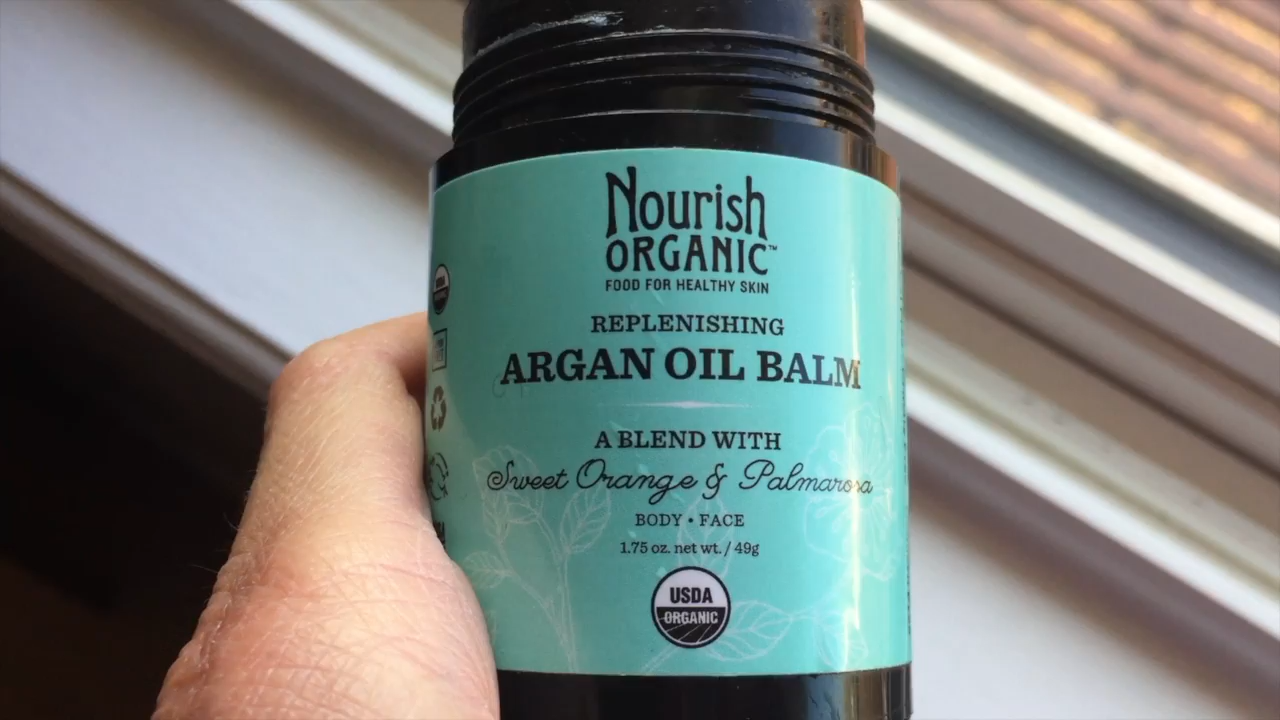 Nourish
ORGANIC™
FOOD FOR HEALTHY SKIN
REPLENISHING
ARGAN OIL BALM
A BLEND WITH
Sweet Orange & Palmarosa
BODY • FACE
1.75 oz. net wt. / 49g
USDA
ORGANIC